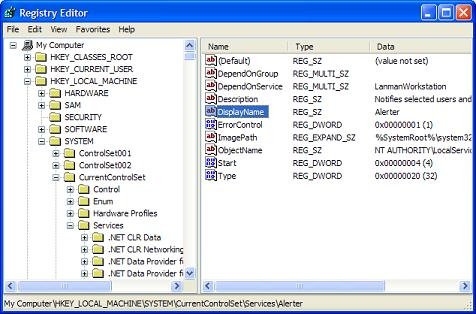 Registry Editor
File Edit View Favorites Help
My Computer
HKEY_CLASSES_ROOT
HKEY_CURRENT_USER
HKEY_LOCAL_MACHINE
HARDWARE
SAM
SECURITY
SOFTWARE
SYSTEM
ControlSet001
ControlSet002
CurrentControlSet
Control
Enum
Hardware Profiles
Services
.NET CLR Data
.NET CLR Networking
.NET Data Provider f
.NET Data Provider f
Name Type Data
(Default) REG_SZ (value not set)
DependOnGroup REG_MULTI_SZ
DependOnService REG_MULTI_SZ LanmanWorkstation
Description REG_SZ Notifies selected users and
DisplayName REG_SZ Alerter
ErrorControl REG_DWORD 0x00000001 (1)
ImagePath REG_EXPAND_SZ %SystemRoot%\system32
ObjectName REG_SZ NT AUTHORITY\LocalService
Start REG_DWORD 0x00000004 (4)
Type REG_DWORD 0x00000020 (32)
My Computer\HKEY_LOCAL_MACHINE\SYSTEM\CurrentControlSet\Services\Alerter